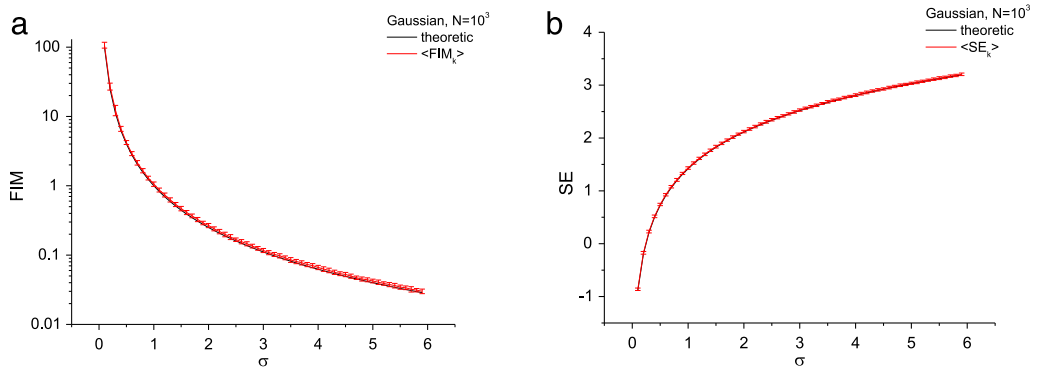 a
Gaussian, N=10³
theoretic
<FIMₖ>
100
10
1
0.1
0.01
FIM
0 1 2 3 4 5 6
σ
b
Gaussian, N=10³
theoretic
<SEₖ>
4
3
2
1
0
-1
SE
0 1 2 3 4 5 6
σ